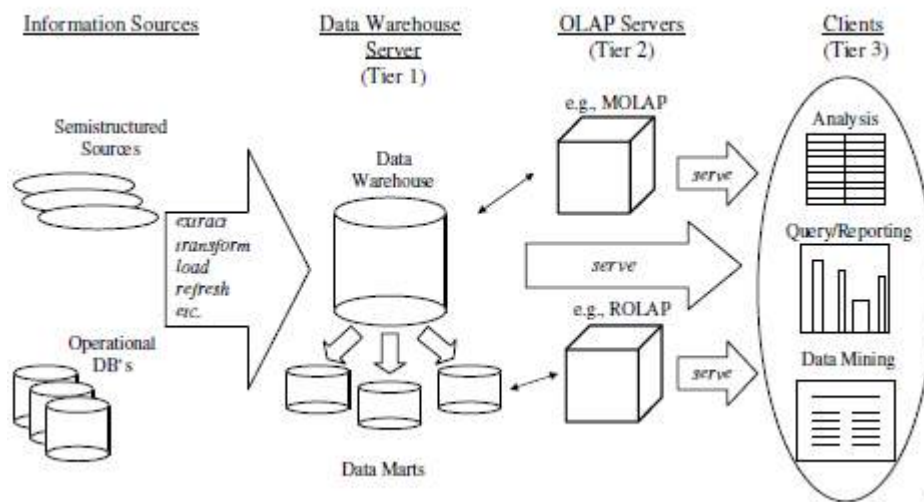 Information Sources
Data Warehouse
Server
(Tier 1)
OLAP Servers
(Tier 2)
Clients
(Tier 3)
Semistructured
Sources
extract
transform
load
refresh
etc.
Operational
DB's
Data
Warehouse
Data Marts
e.g., MOLAP
serve
serve
e.g., ROLAP
serve
Analysis
Query/Reporting
Data Mining